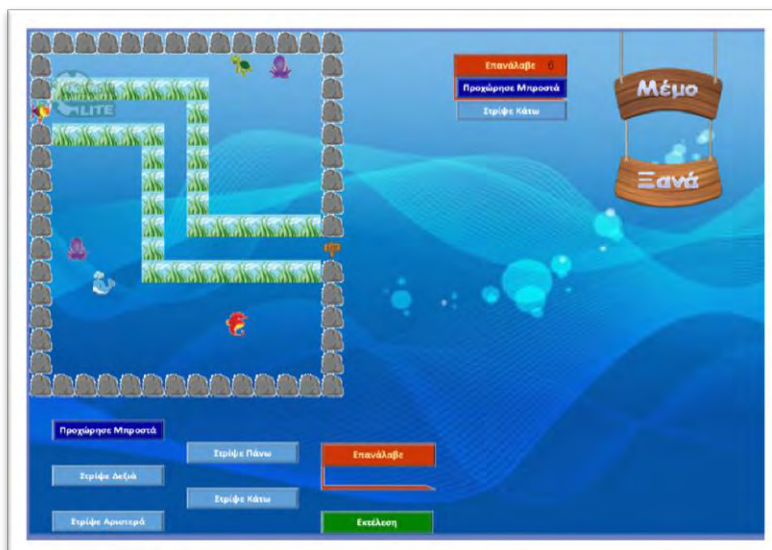 Επανάλαβε 6
Προχώρησε Μπροστά
Στρίψε Κάτω
Μέμο
Ξανά
LITE
Προχώρησε Μπροστά
Στρίψε Πάνω
Επανάλαβε
Στρίψε Δεξιά
Στρίψε Κάτω
Στρίψε Αριστερά
Εκτέλεση